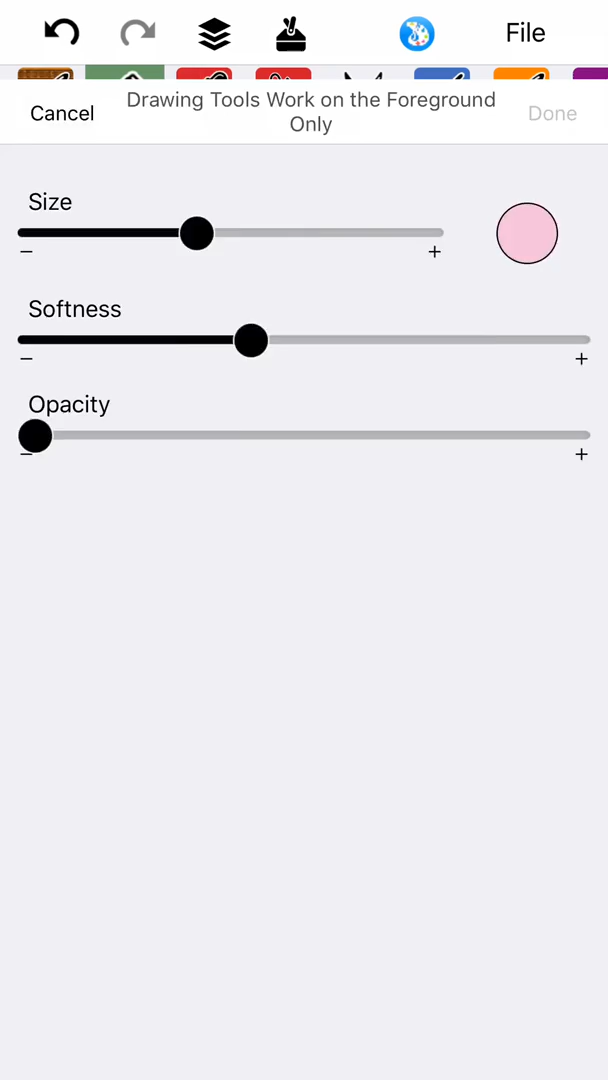 File
Cancel
Drawing Tools Work on the Foreground
Only
Done
Size
− +
Softness
− +
Opacity
− +